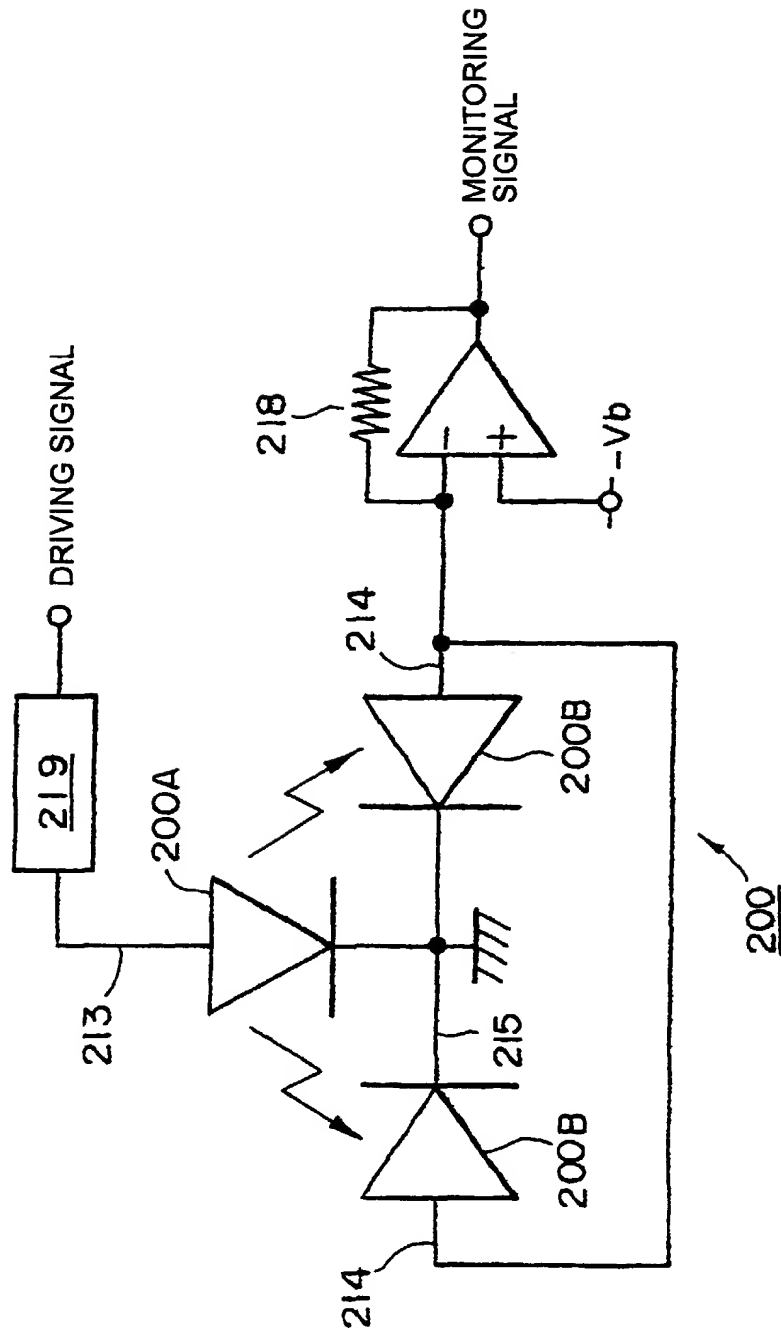 DRIVING SIGNAL
219
200A
213
218
MONITORING
SIGNAL
214
−
+
-Vb
215
200B
200B
214
200